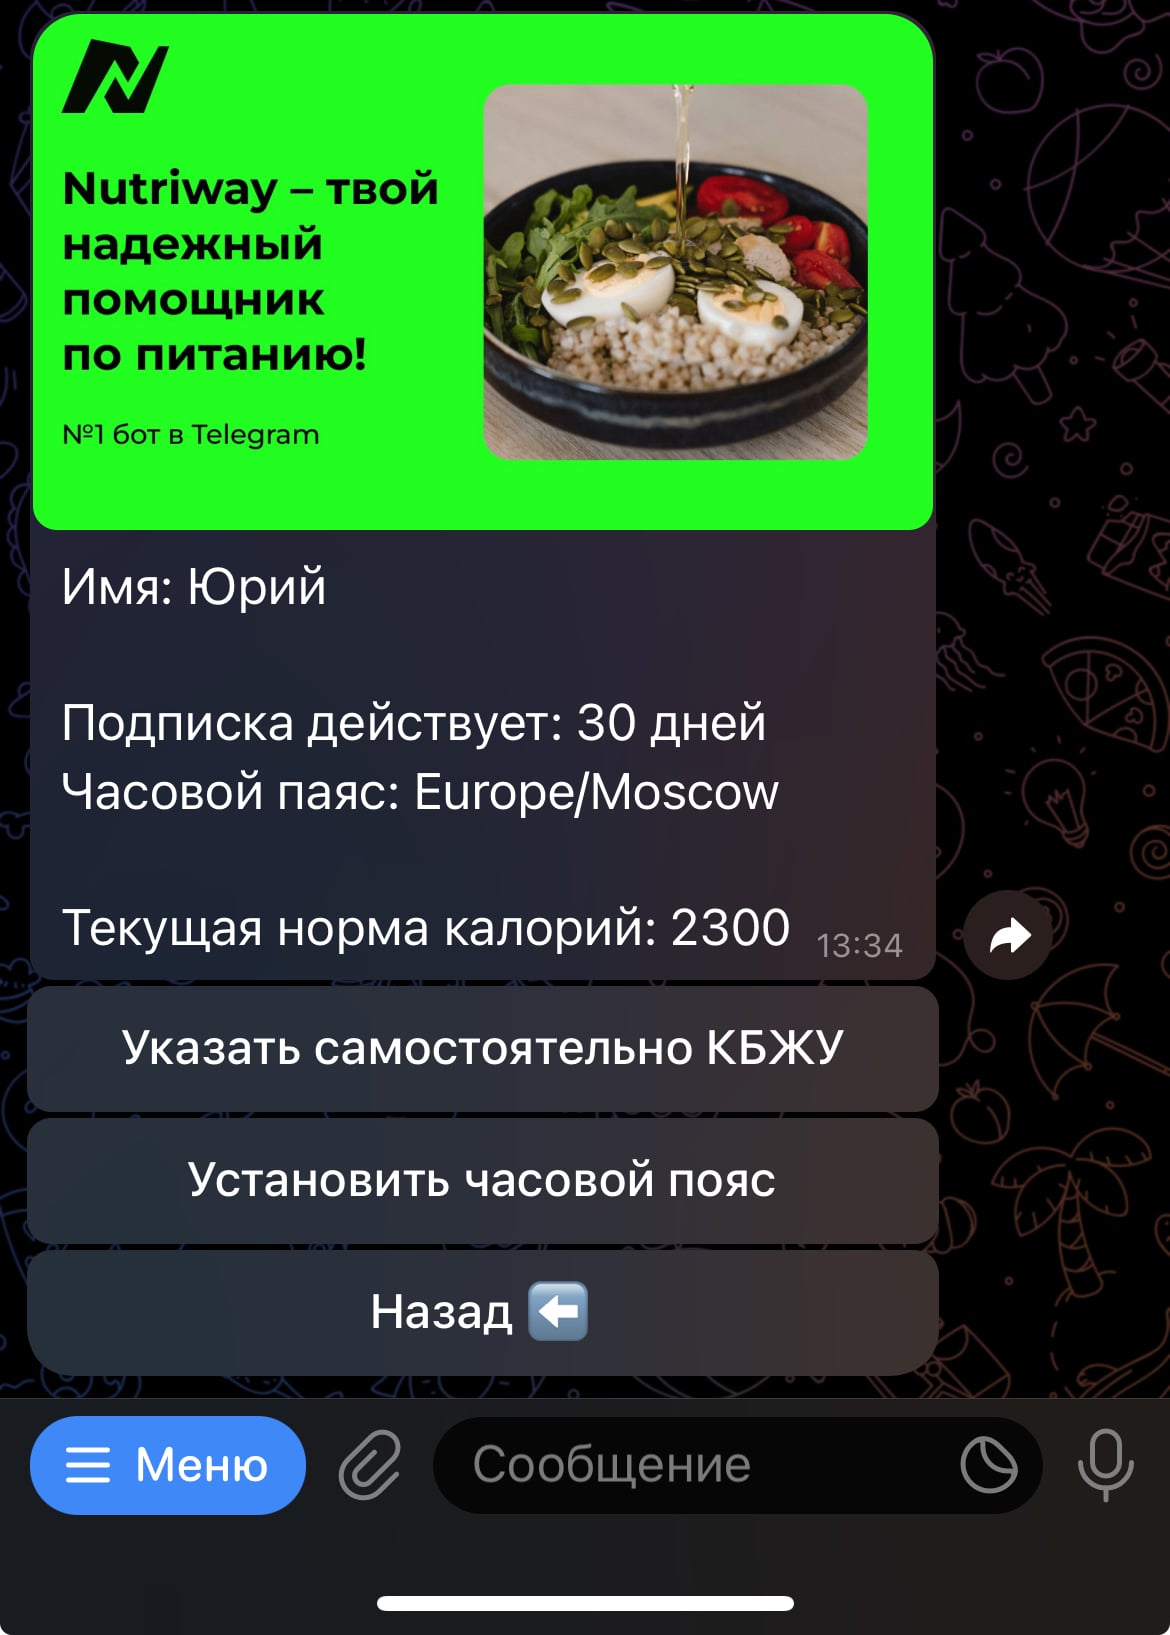 Nutriway – твой
надежный
помощник
по питанию!
№1 бот в Telegram
Имя: Юрий
Подписка действует: 30 дней
Часовой паяс: Europe/Moscow
Текущая норма калорий: 2300
13:34
Указать самостоятельно КБЖУ
Установить часовой пояс
Назад
Меню
Сообщение